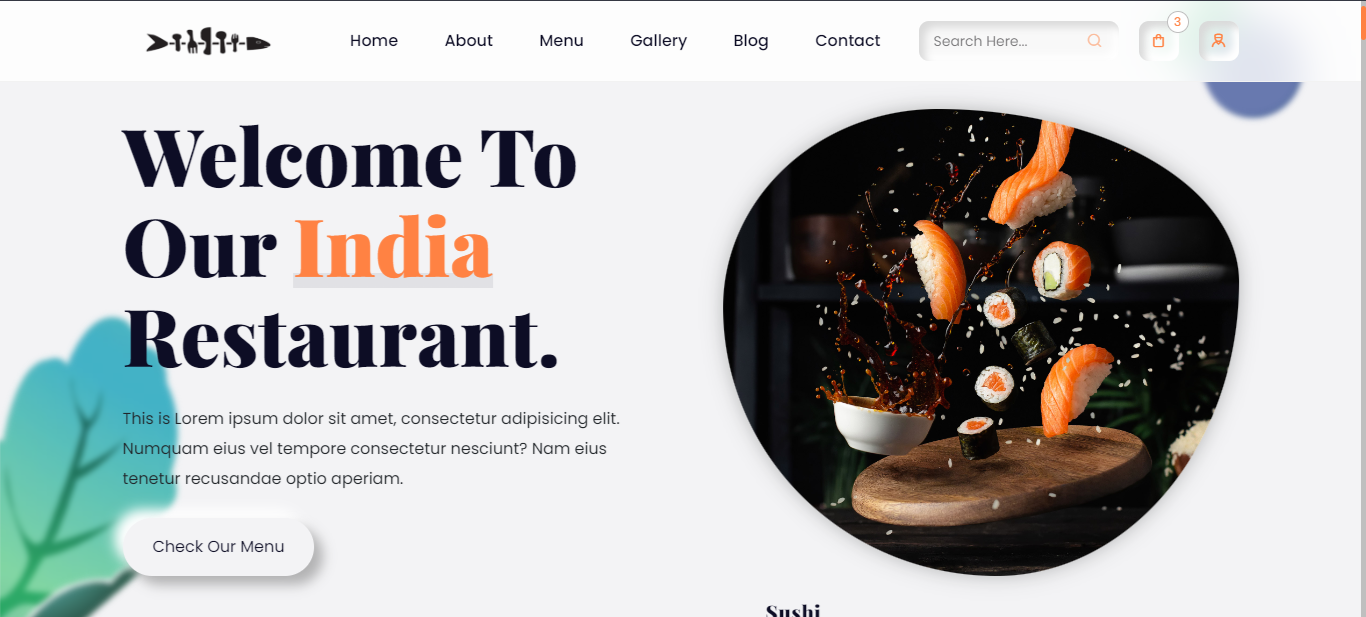 Home About Menu Gallery Blog Contact Search Here... 3
Welcome To
Our India
Restaurant.
This is Lorem ipsum dolor sit amet, consectetur adipisicing elit.
Numquam eius vel tempore consectetur nesciunt? Nam eius
tenetur recusandae optio aperiam.
Check Our Menu
Sushi